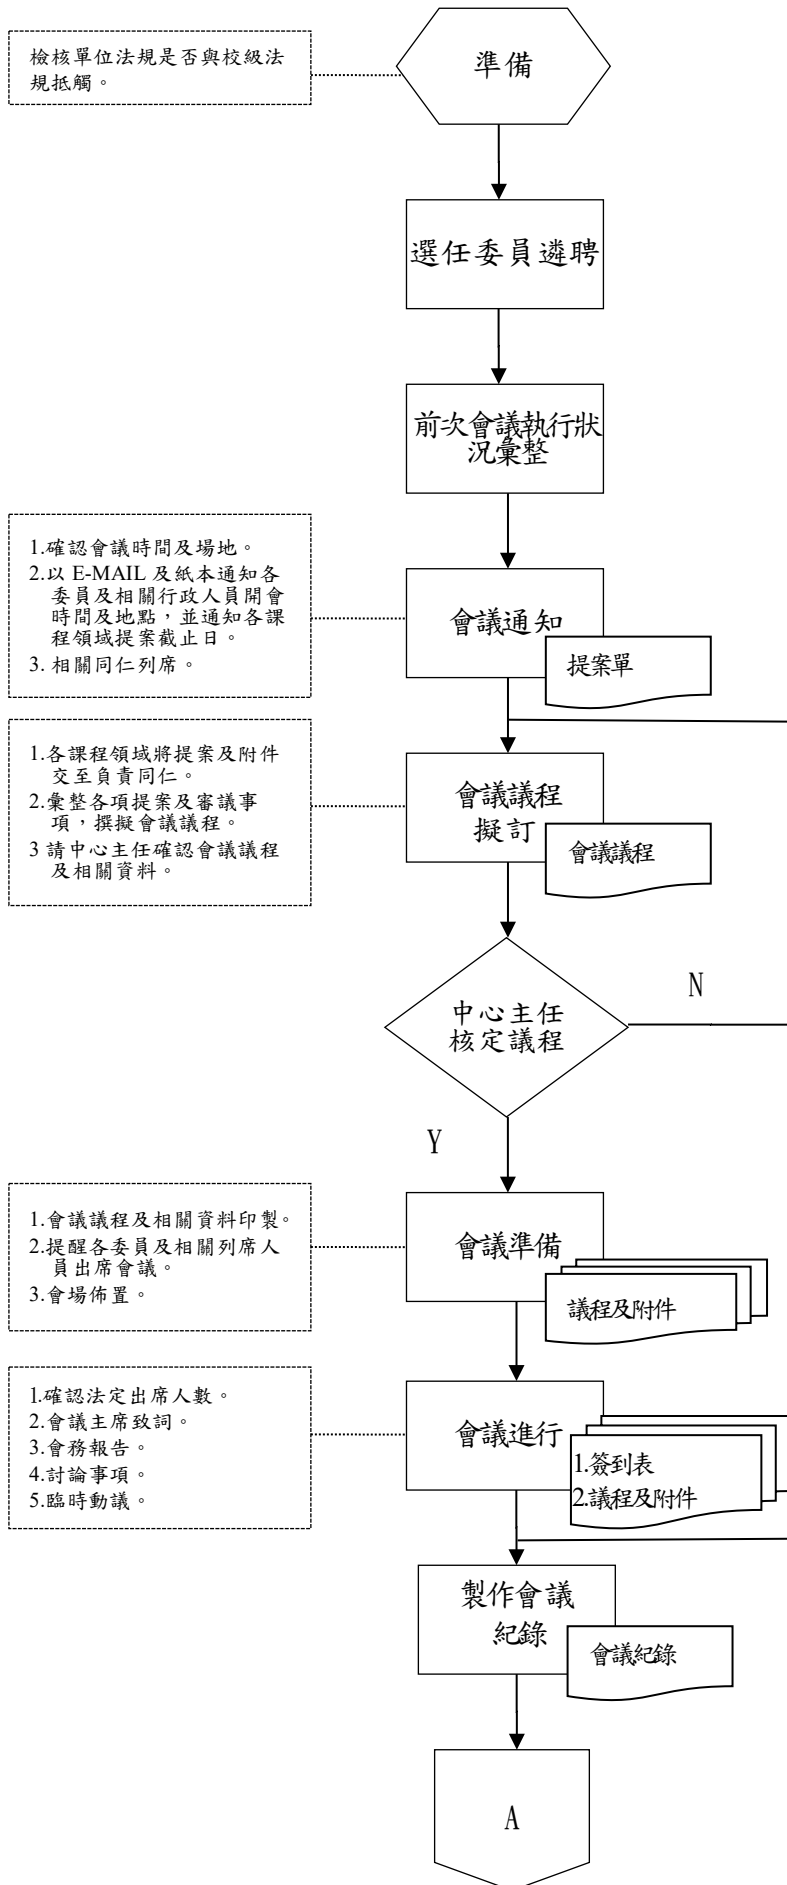 檢核單位法規是否與校級法
規抵觸。
準備
選任委員遴聘
前次會議執行狀
況彙整
1.確認會議時間及場地。
2.以 E-MAIL 及紙本通知各
委員及相關行政人員開會
時間及地點，並通知各課
程領域提案截止日。
3. 相關同仁列席。
會議通知
提案單
1.各課程領域將提案及附件
交至負責同仁。
2.彙整各項提案及審議事
項，撰擬會議議程。
3 請中心主任確認會議議程
及相關資料。
會議議程
擬訂
會議議程
中心主任
核定議程
N
Y
1.會議議程及相關資料印製。
2.提醒各委員及相關列席人
員出席會議。
3.會場佈置。
會議準備
議程及附件
1.確認法定出席人數。
2.會議主席致詞。
3.會務報告。
4.討論事項。
5.臨時動議。
會議進行
1.簽到表
2.議程及附件
製作會議
紀錄
會議紀錄
A